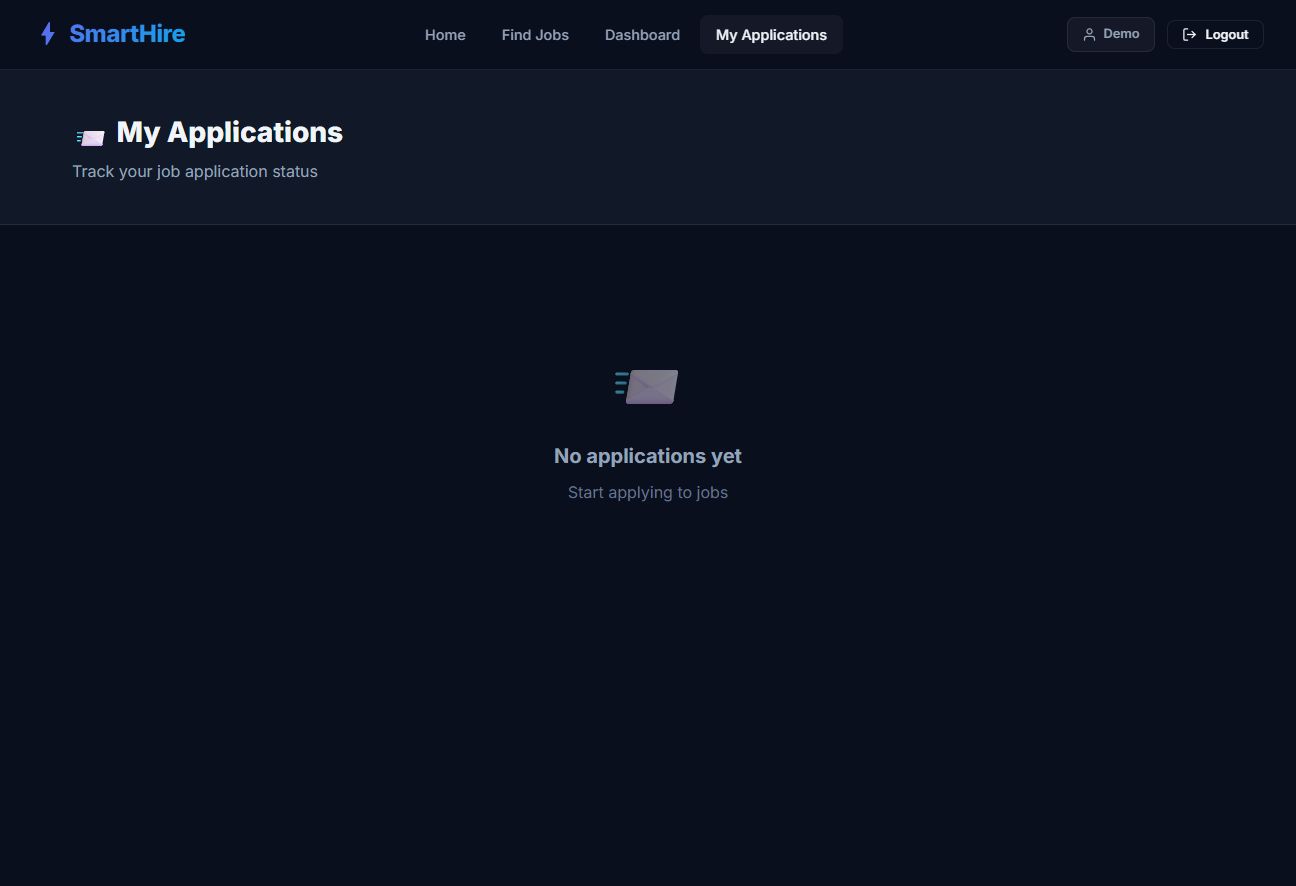 SmartHire
Home
Find Jobs
Dashboard
My Applications
Demo
Logout
My Applications
Track your job application status
No applications yet
Start applying to jobs